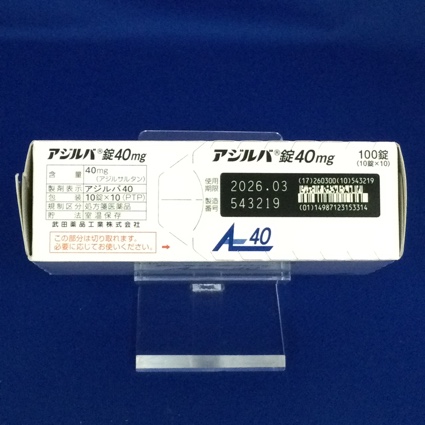 アジルバ®錠40mg
含量 40mg
(アジルサルタン)
製剤表示 アジルバ40
包装 10錠×10(PTP)
規制区分 処方箋医薬品
貯法 室温保存
武田薬品工業株式会社
この部分は切り取れます。
必要に応じてお使いください。
アジルバ®錠40mg 100錠
(10錠×10)
使用期限 2026.03
製造番号 543219
(17)260300(10)543219
(01)14987123153314
40